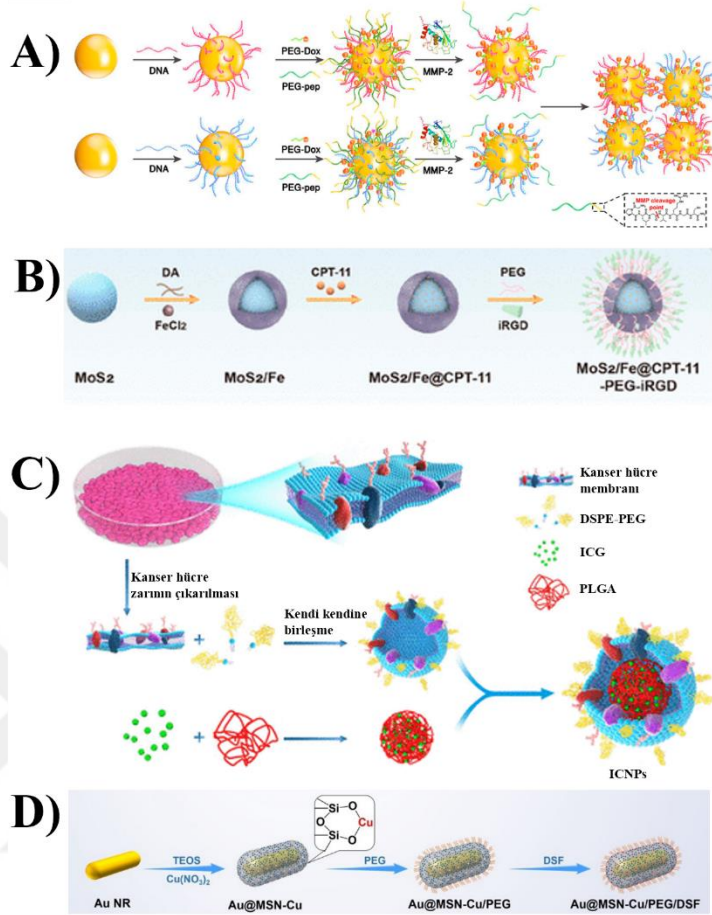 A)
DNA
PEG-Dox
PEG-pep
MMP-2
DNA
PEG-Dox
PEG-pep
MMP-2
MMP cleavage
point
B)
DA
FeCl2
CPT-11
PEG
iRGD
MoS2
MoS2/Fe
MoS2/Fe@CPT-11
MoS2/Fe@CPT-11
-PEG-iRGD
C)
Kanser hücre
membranı
DSPE-PEG
ICG
PLGA
Kanser hücre
zarının çıkarılması
Kendi kendine
birleşme
+
+
ICNPs
D)
Si
O
O
Cu
Si
O
TEOS
Cu(NO3)2
PEG
DSF
Au NR
Au@MSN-Cu
Au@MSN-Cu/PEG
Au@MSN-Cu/PEG/DSF